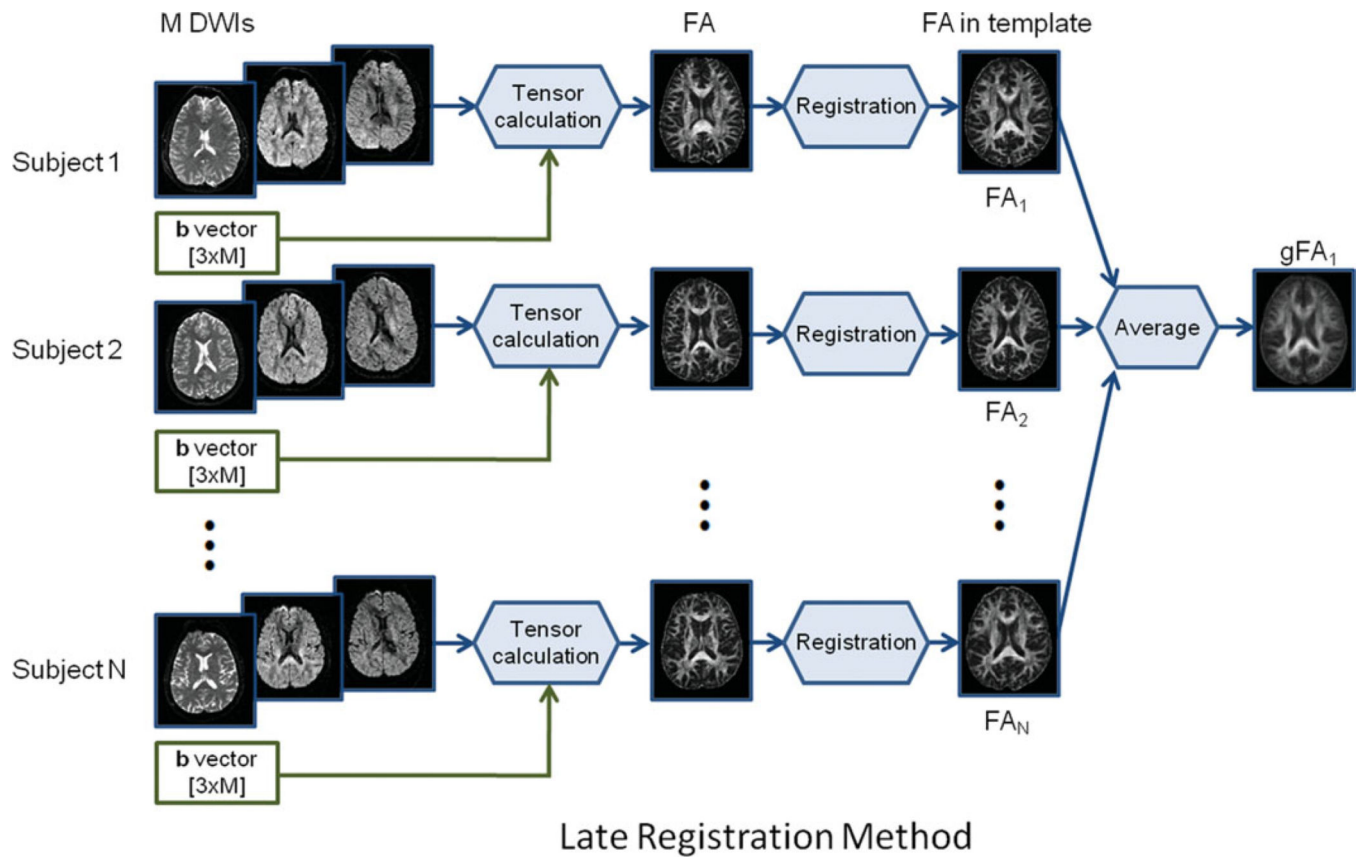 M DWIs
FA
FA in template
Subject 1
Tensor
calculation
Registration
FA₁
b vector
[3xM]
gFA₁
Subject 2
Tensor
calculation
Registration
Average
FA₂
b vector
[3xM]
Subject N
Tensor
calculation
Registration
FA_N
b vector
[3xM]
Late Registration Method